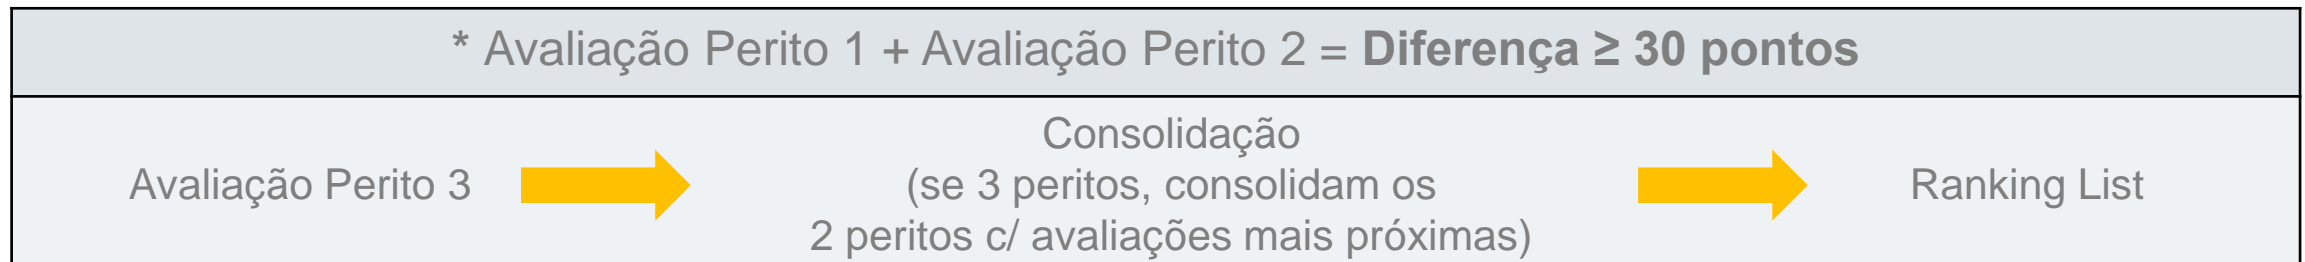 * Avaliação Perito 1 + Avaliação Perito 2 = Diferença ≥ 30 pontos
Avaliação Perito 3
Consolidação
(se 3 peritos, consolidam os
2 peritos c/ avaliações mais próximas)
Ranking List